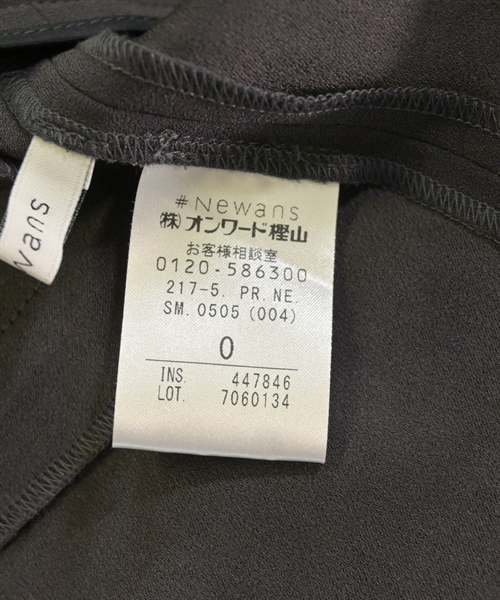 #Newans
㈱オンワード樫山
お客様相談室
0120-586300
217-5. PR. NE.
SM. 0505 (004)
0
INS. 447846
LOT. 7060134
wans